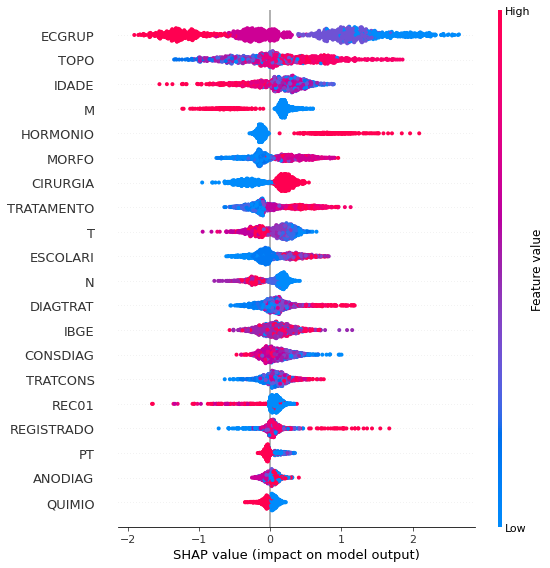 High
ECGRUP
TOPO
IDADE
M
HORMONIO
MORFO
CIRURGIA
TRATAMENTO
T
ESCOLARI
N
DIAGTRAT
IBGE
CONSDIAG
TRATCONS
REC01
REGISTRADO
PT
ANODIAG
QUIMIO
Low
Feature value
−2 −1 0 1 2
SHAP value (impact on model output)